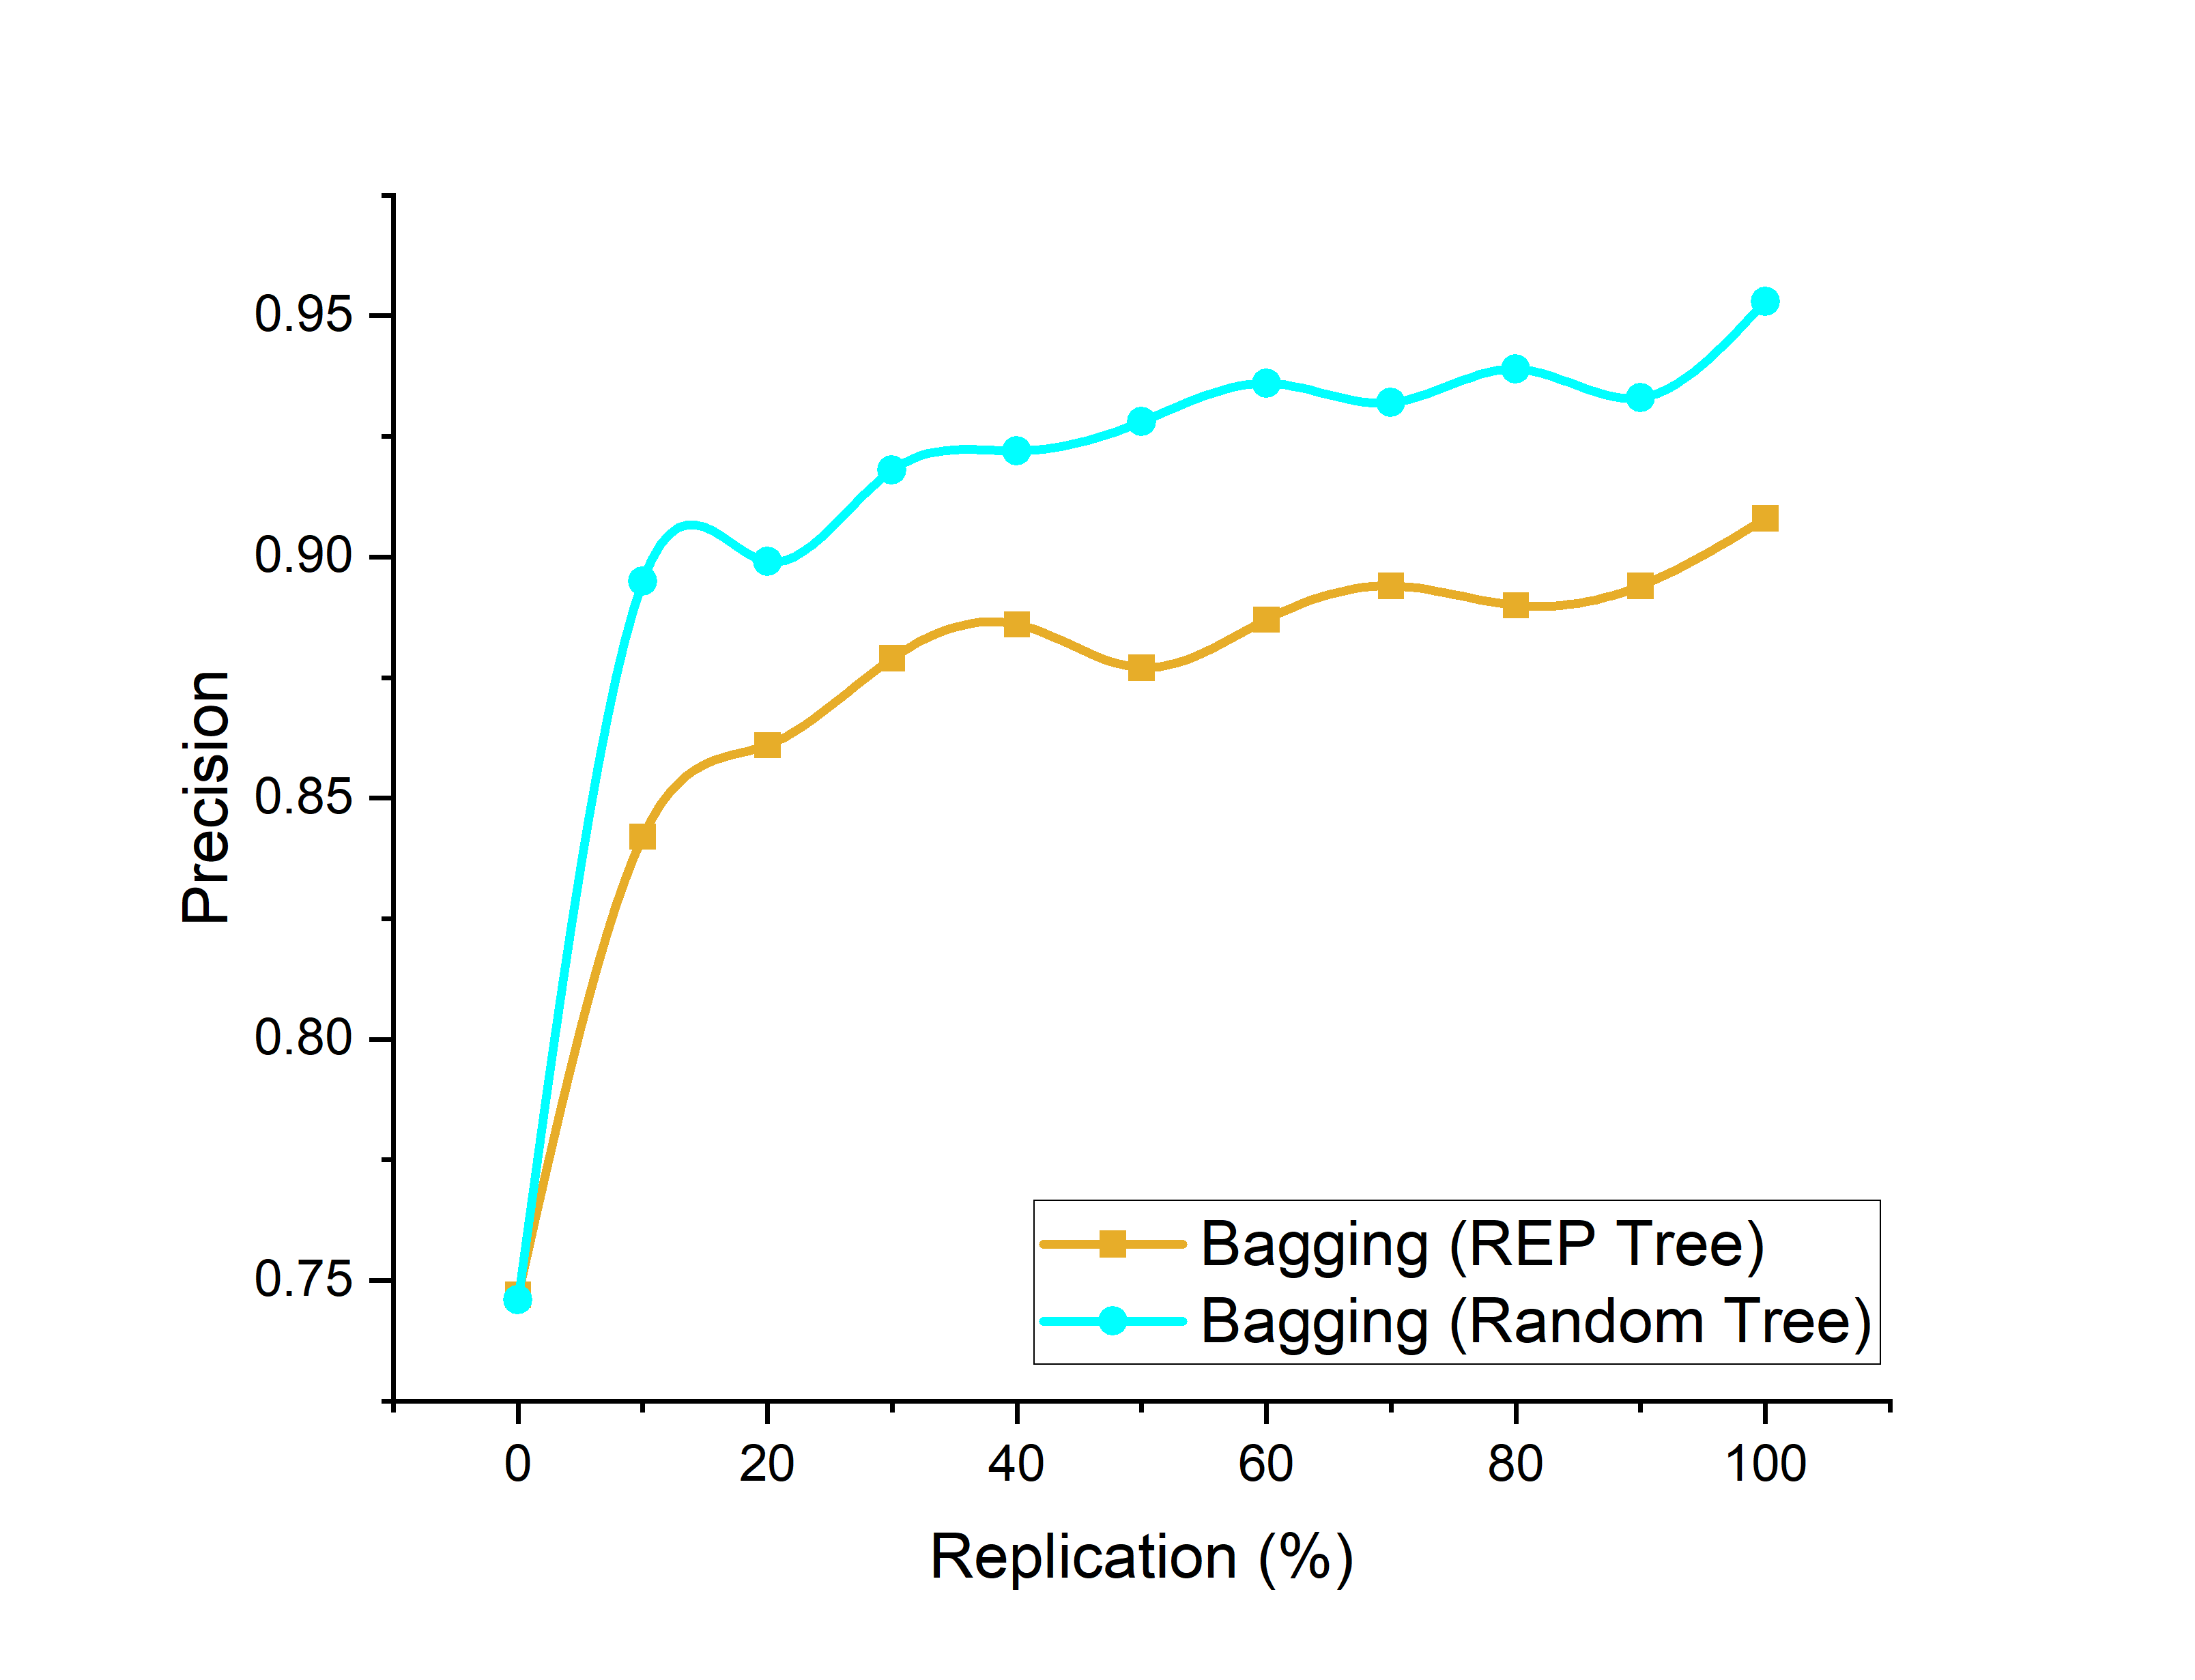 0.95
0.90
0.85
0.80
0.75
Precision
Bagging (REP Tree)
Bagging (Random Tree)
0 20 40 60 80 100
Replication (%)